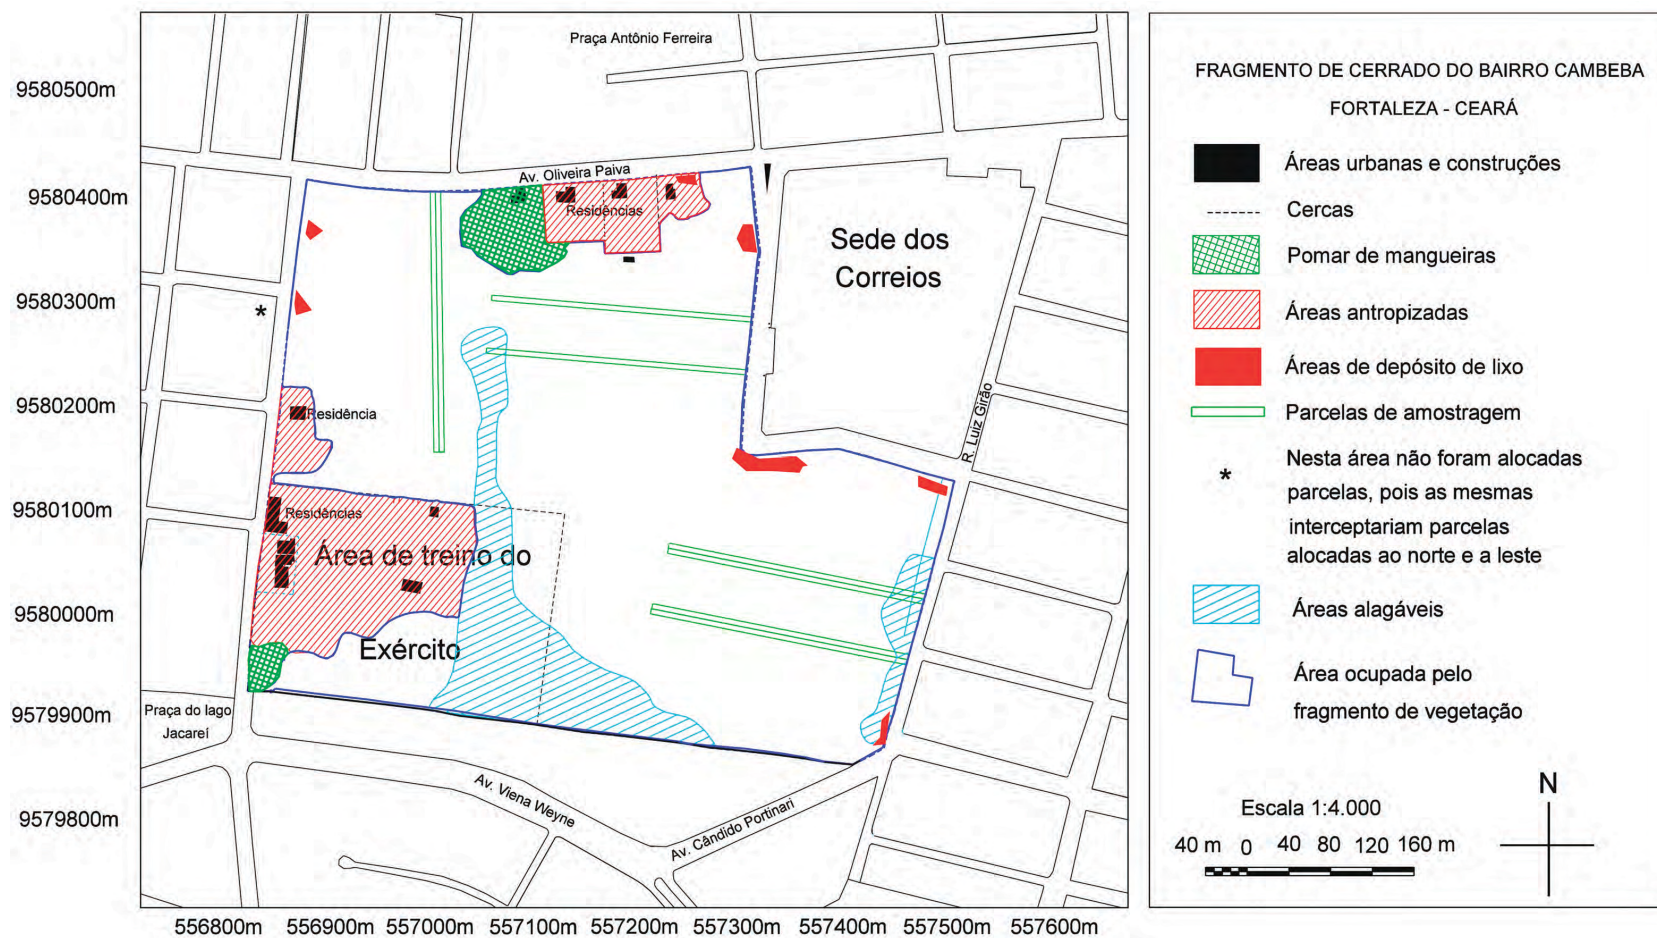 Praça Antônio Ferreira
9580500m
Av. Oliveira Paiva
9580400m
Residências
Sede dos
Correios
9580300m
*
9580200m
Residência
R. Luiz Girão
9580100m
Residências
Área de treino do
9580000m
Exército
9579900m
Praça do lago
Jacareí
Av. Viena Weyne
Av. Cândido Portinari
9579800m
556800m 556900m 557000m 557100m 557200m 557300m 557400m 557500m 557600m
FRAGMENTO DE CERRADO DO BAIRRO CAMBEBA
FORTALEZA - CEARÁ
Áreas urbanas e construções
Cercas
Pomar de mangueiras
Áreas antropizadas
Áreas de depósito de lixo
Parcelas de amostragem
* Nesta área não foram alocadas
parcelas, pois as mesmas
interceptariam parcelas
alocadas ao norte e a leste
Áreas alagáveis
Área ocupada pelo
fragmento de vegetação
N
Escala 1:4.000
40 m 0 40 80 120 160 m